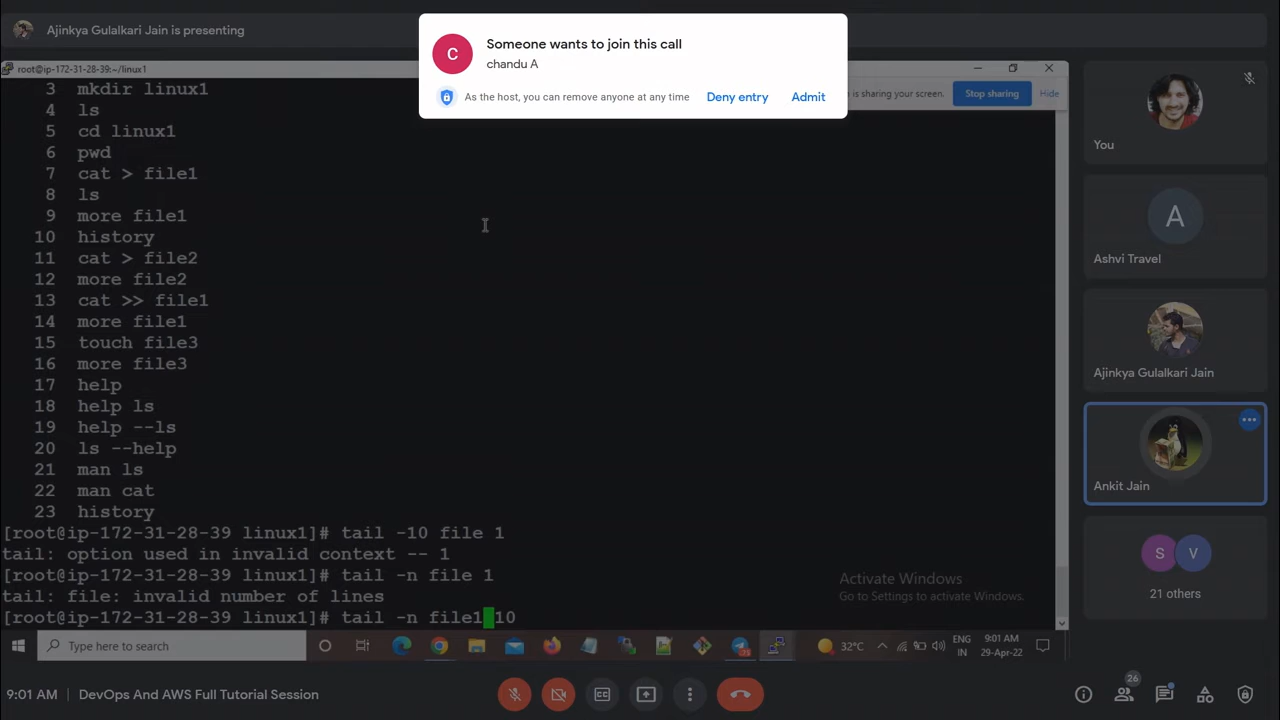 Ajinkya Gulalkari Jain is presenting
C
Someone wants to join this call
chandu A
As the host, you can remove anyone at any time
Deny entry
Admit
root@ip-172-31-28-39:~/linux1
is sharing your screen.
Stop sharing
Hide
3 mkdir linux1
4 ls
5 cd linux1
6 pwd
7 cat > file1
8 ls
9 more file1
10 history
11 cat > file2
12 more file2
13 cat >> file1
14 more file1
15 touch file3
16 more file3
17 help
18 help ls
19 help --ls
20 ls --help
21 man ls
22 man cat
23 history
[root@ip-172-31-28-39 linux1]# tail -10 file 1
tail: option used in invalid context -- 1
[root@ip-172-31-28-39 linux1]# tail -n file 1
tail: file: invalid number of lines
[root@ip-172-31-28-39 linux1]# tail -n file1 10
Activate Windows
Go to Settings to activate Windows.
You
A
Ashvi Travel
Ajinkya Gulalkari Jain
Ankit Jain
S V
21 others
Type here to search
32°C
ENG
IN
9:01 AM
29-Apr-22
9:01 AM | DevOps And AWS Full Tutorial Session
26